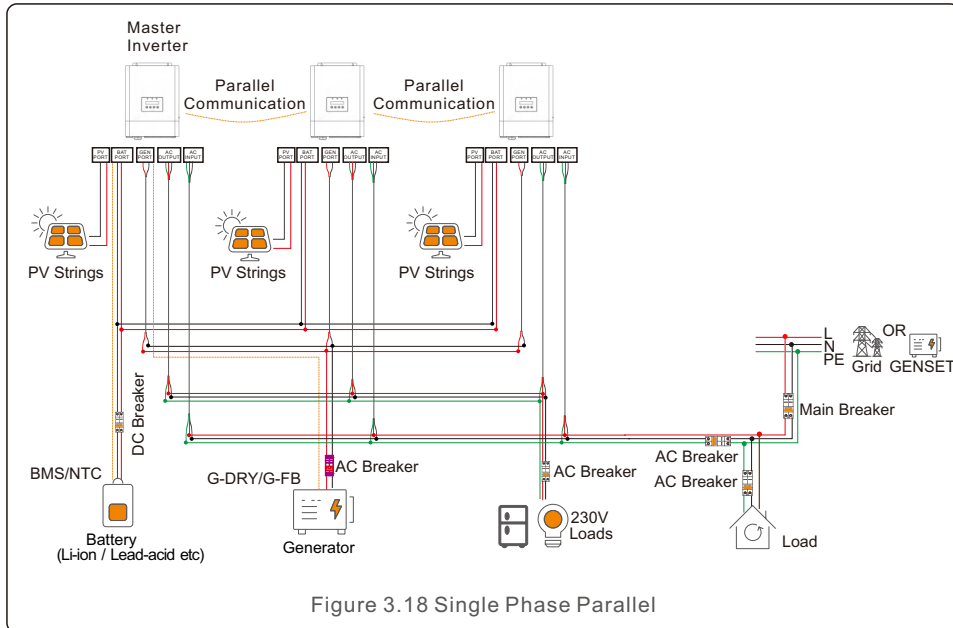 Master
Inverter
Parallel
Communication
Parallel
Communication
PV
PORT
BAT
PORT
GEN
PORT
AC
OUTPUT
AC
INPUT
PV
PORT
BAT
PORT
GEN
PORT
AC
OUTPUT
AC
INPUT
PV
PORT
BAT
PORT
GEN
PORT
AC
OUTPUT
AC
INPUT
PV Strings
PV Strings
PV Strings
L
N
PE
OR
Grid
GENSET
DC Breaker
Main Breaker
AC Breaker
AC Breaker
BMS/NTC
G-DRY/G-FB
AC Breaker
AC Breaker
230V
Loads
Battery
(Li-ion / Lead-acid etc)
Generator
Load
Figure 3.18 Single Phase Parallel